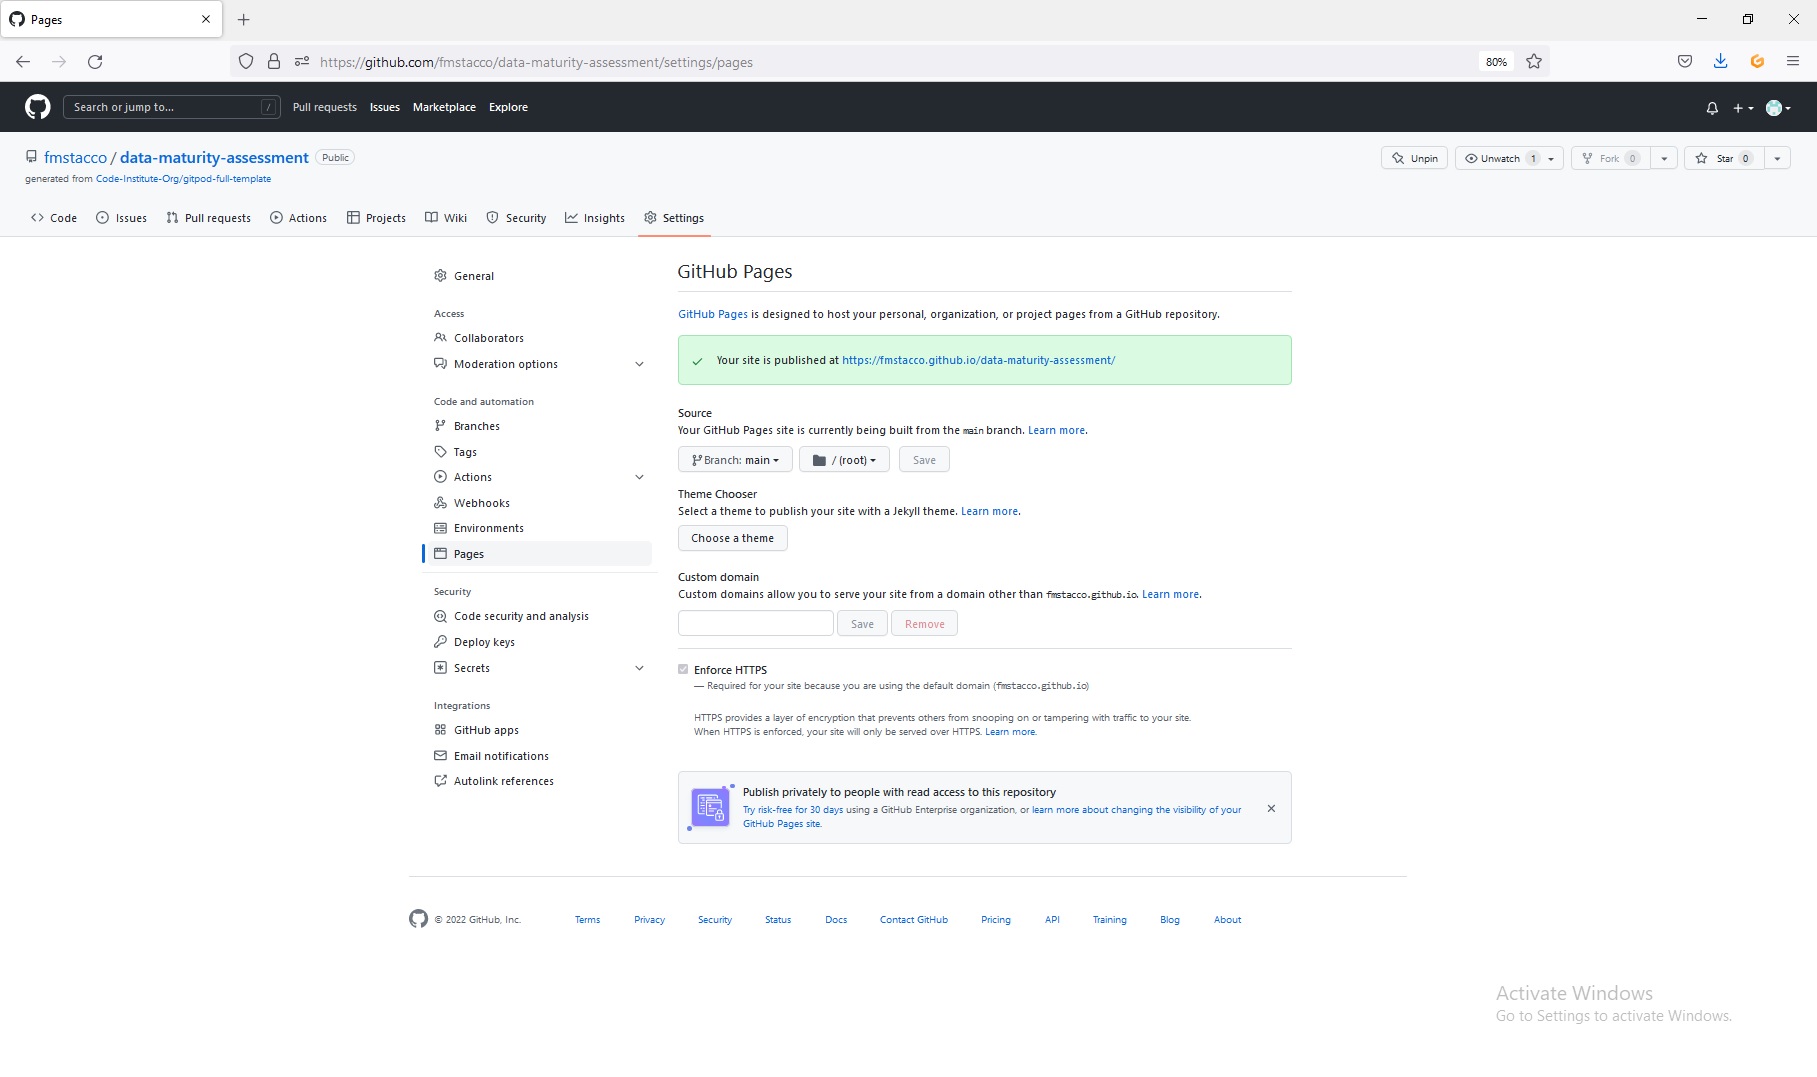 Pages
https://github.com/fmstacco/data-maturity-assessment/settings/pages
80%
Search or jump to...
/
Pull requests
Issues
Marketplace
Explore
fmstacco / data-maturity-assessment
Public
generated from Code-Institute-Org/gitpod-full-template
Unpin
Unwatch 1
Fork 0
Star 0
Code
Issues
Pull requests
Actions
Projects
Wiki
Security
Insights
Settings
General
Access
Collaborators
Moderation options
Code and automation
Branches
Tags
Actions
Webhooks
Environments
Pages
Security
Code security and analysis
Deploy keys
Secrets
Integrations
GitHub apps
Email notifications
Autolink references
GitHub Pages
GitHub Pages is designed to host your personal, organization, or project pages from a GitHub repository.
Your site is published at https://fmstacco.github.io/data-maturity-assessment/
Source
Your GitHub Pages site is currently being built from the main branch. Learn more.
Branch: main
/ (root)
Save
Theme Chooser
Select a theme to publish your site with a Jekyll theme. Learn more.
Choose a theme
Custom domain
Custom domains allow you to serve your site from a domain other than fmstacco.github.io. Learn more.
Save
Remove
Enforce HTTPS
— Required for your site because you are using the default domain (fmstacco.github.io)
HTTPS provides a layer of encryption that prevents others from snooping on or tampering with traffic to your site.
When HTTPS is enforced, your site will only be served over HTTPS. Learn more.
Publish privately to people with read access to this repository
Try risk-free for 30 days using a GitHub Enterprise organization, or learn more about changing the visibility of your
GitHub Pages site.
© 2022 GitHub, Inc.
Terms
Privacy
Security
Status
Docs
Contact GitHub
Pricing
API
Training
Blog
About
Activate Windows
Go to Settings to activate Windows.